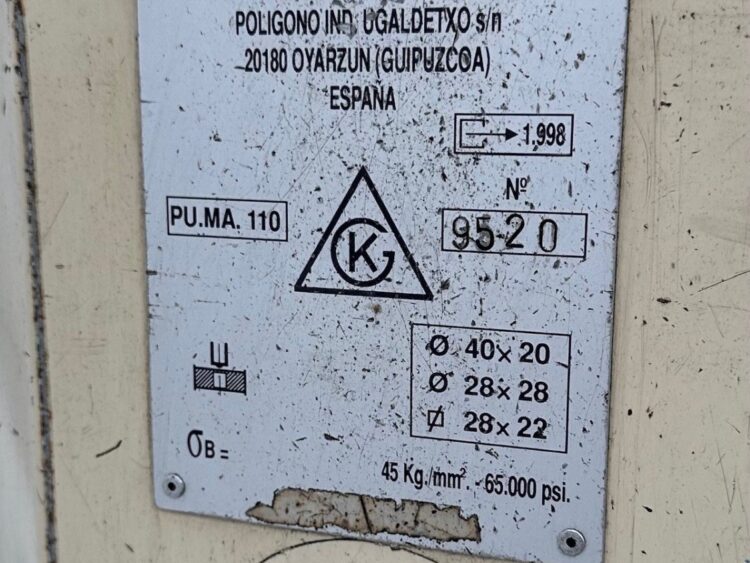 POLIGONO IND. UGALDETXO s/n
20180 OYARZUN (GUIPUZCOA)
ESPAÑA
1.998
Nº
PU.MA. 110
GK
9520
Ø 40 x 20
Ø 28 x 28
28 x 22
σB =
45 Kg./mm². - 65.000 psi.